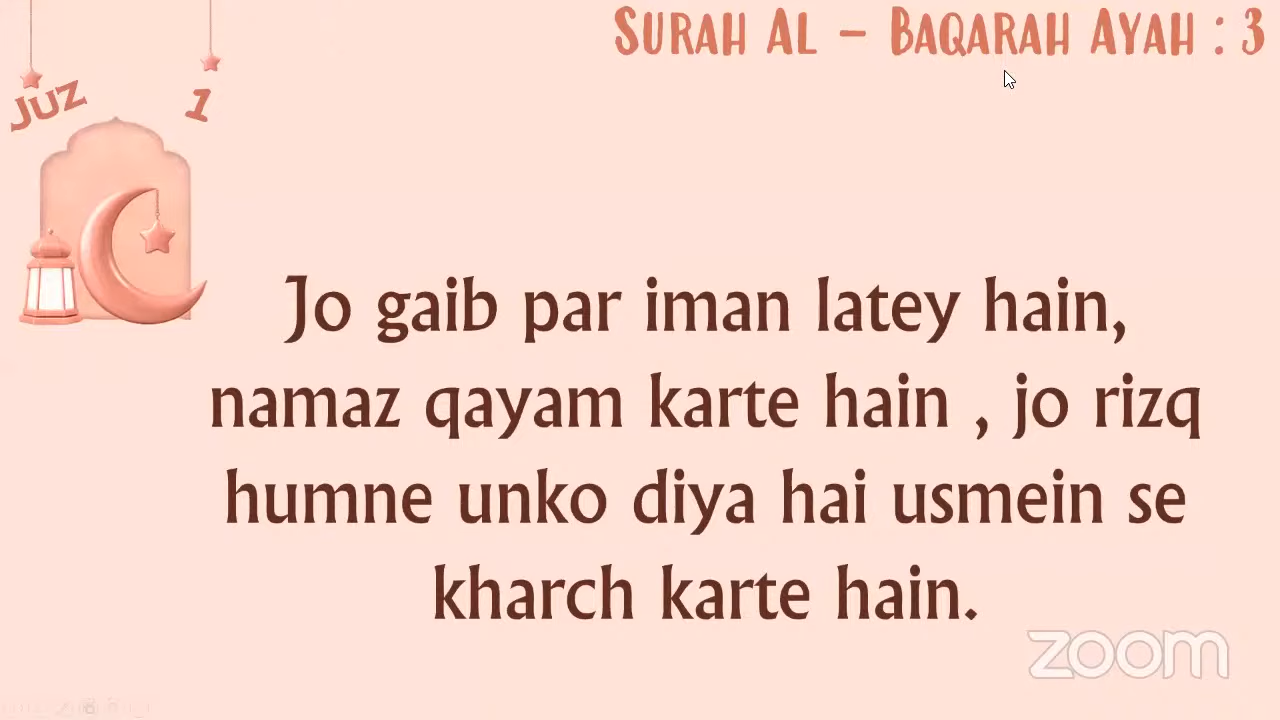 Surah Al - Baqarah Ayah : 3
Juz 1
Jo gaib par iman latey hain,
namaz qayam karte hain , jo rizq
humne unko diya hai usmein se
kharch karte hain.
zoom